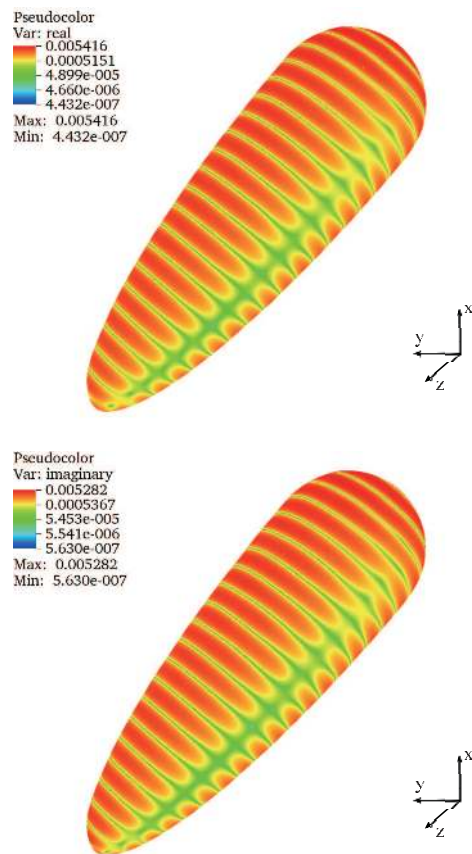 Pseudocolor
Var: real
0.005416
0.0005151
4.899e-005
4.660e-006
4.432e-007
Max: 0.005416
Min: 4.432e-007
x
y
z
Pseudocolor
Var: imaginary
0.005282
0.0005367
5.453e-005
5.541e-006
5.630e-007
Max: 0.005282
Min: 5.630e-007
x
y
z